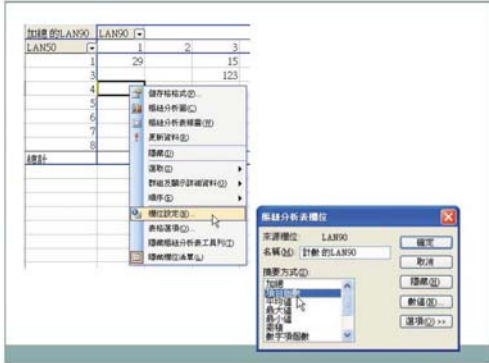 加總 的LAN90 LAN90
LAN50 1 2 3
1 29 15
3 123
4
5
6
7
8
總計
儲存格格式(F)...
樞紐分析圖(C)
樞紐分析表精靈(W)
更新資料(R)
隱藏(D)
選取(S)
群組及顯示詳細資料(G)
順序(E)
欄位設定(N)...
表格選項(O)...
隱藏樞紐分析表工具列(T)
隱藏欄位清單(L)
樞紐分析表欄位
來源欄位: LAN90
名稱(M): 計數 的LAN90
摘要方式(S):
加總
項目個數
平均值
最大值
最小值
乘積
數字項個數
確定
取消
隱藏(H)
數值(N)...
選項(O) >>